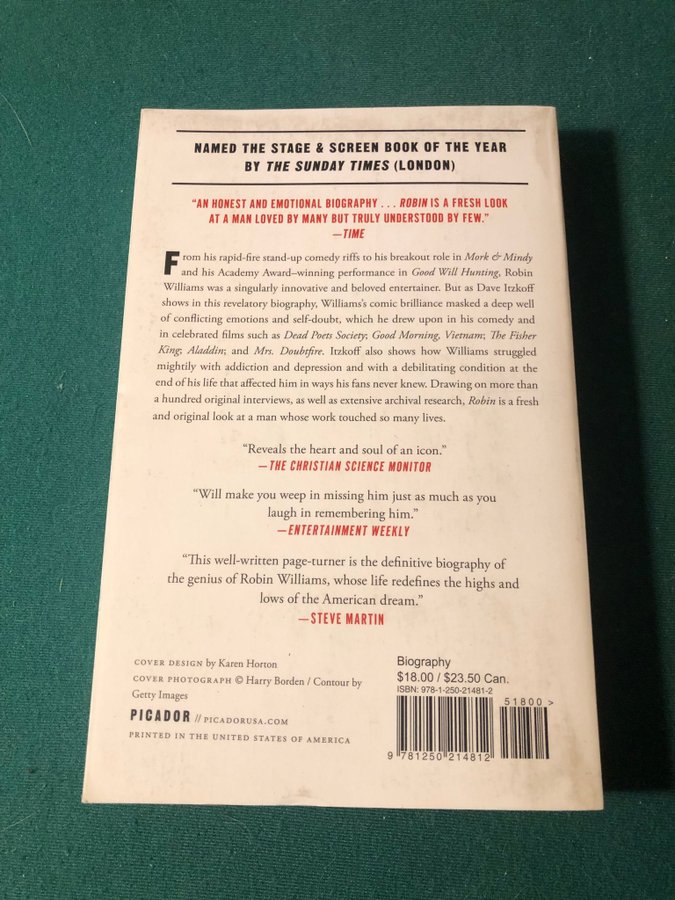 NAMED THE STAGE & SCREEN BOOK OF THE YEAR
BY THE SUNDAY TIMES (LONDON)
“AN HONEST AND EMOTIONAL BIOGRAPHY . . . ROBIN IS A FRESH LOOK
AT A MAN LOVED BY MANY BUT TRULY UNDERSTOOD BY FEW.”
—TIME
From his rapid-fire stand-up comedy riffs to his breakout role in Mork & Mindy
and his Academy Award–winning performance in Good Will Hunting, Robin
Williams was a singularly innovative and beloved entertainer. But as Dave Itzkoff
shows in this revelatory biography, Williams’s comic brilliance masked a deep well
of conflicting emotions and self-doubt, which he drew upon in his comedy and
in celebrated films such as Dead Poets Society; Good Morning, Vietnam; The Fisher
King; Aladdin; and Mrs. Doubtfire. Itzkoff also shows how Williams struggled
mightily with addiction and depression and with a debilitating condition at the
end of his life that affected him in ways his fans never knew. Drawing on more than
a hundred original interviews, as well as extensive archival research, Robin is a fresh
and original look at a man whose work touched so many lives.
“Reveals the heart and soul of an icon.”
—THE CHRISTIAN SCIENCE MONITOR
“Will make you weep in missing him just as much as you
laugh in remembering him.”
—ENTERTAINMENT WEEKLY
“This well-written page-turner is the definitive biography of
the genius of Robin Williams, whose life redefines the highs and
lows of the American dream.”
—STEVE MARTIN
COVER DESIGN by Karen Horton
COVER PHOTOGRAPH © Harry Borden / Contour by
Getty Images
PICADOR // PICADORUSA.COM
PRINTED IN THE UNITED STATES OF AMERICA
Biography
$18.00 / $23.50 Can.
ISBN: 978-1-250-21481-2
51800 >
9 781250 214812